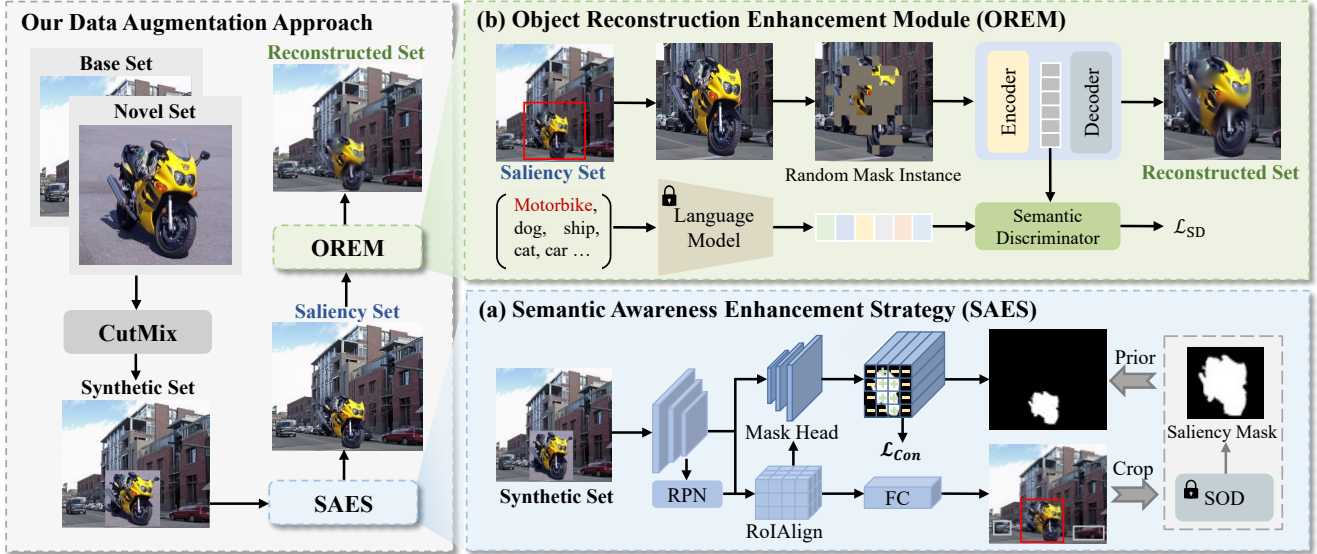 Our Data Augmentation Approach
Base Set
Novel Set
CutMix
Synthetic Set
Reconstructed Set
OREM
Saliency Set
SAES
(b) Object Reconstruction Enhancement Module (OREM)
Saliency Set
Random Mask Instance
Encoder
Decoder
Reconstructed Set
Motorbike,
dog, ship,
cat, car ...
Language
Model
Semantic
Discriminator
ℒSD
(a) Semantic Awareness Enhancement Strategy (SAES)
Synthetic Set
RPN
Mask Head
RoIAlign
ℒCon
FC
Prior
Crop
Saliency Mask
SOD